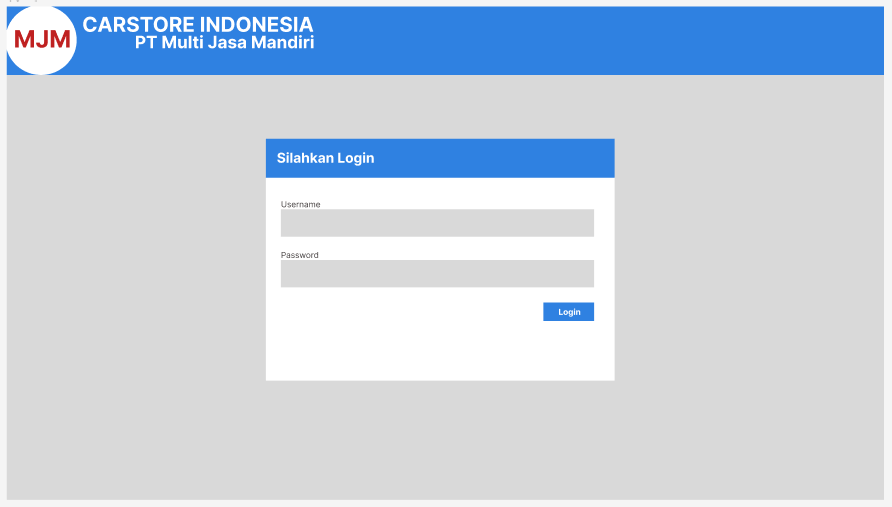 MJM
CARSTORE INDONESIA
PT Multi Jasa Mandiri
Silahkan Login
Username
Password
Login